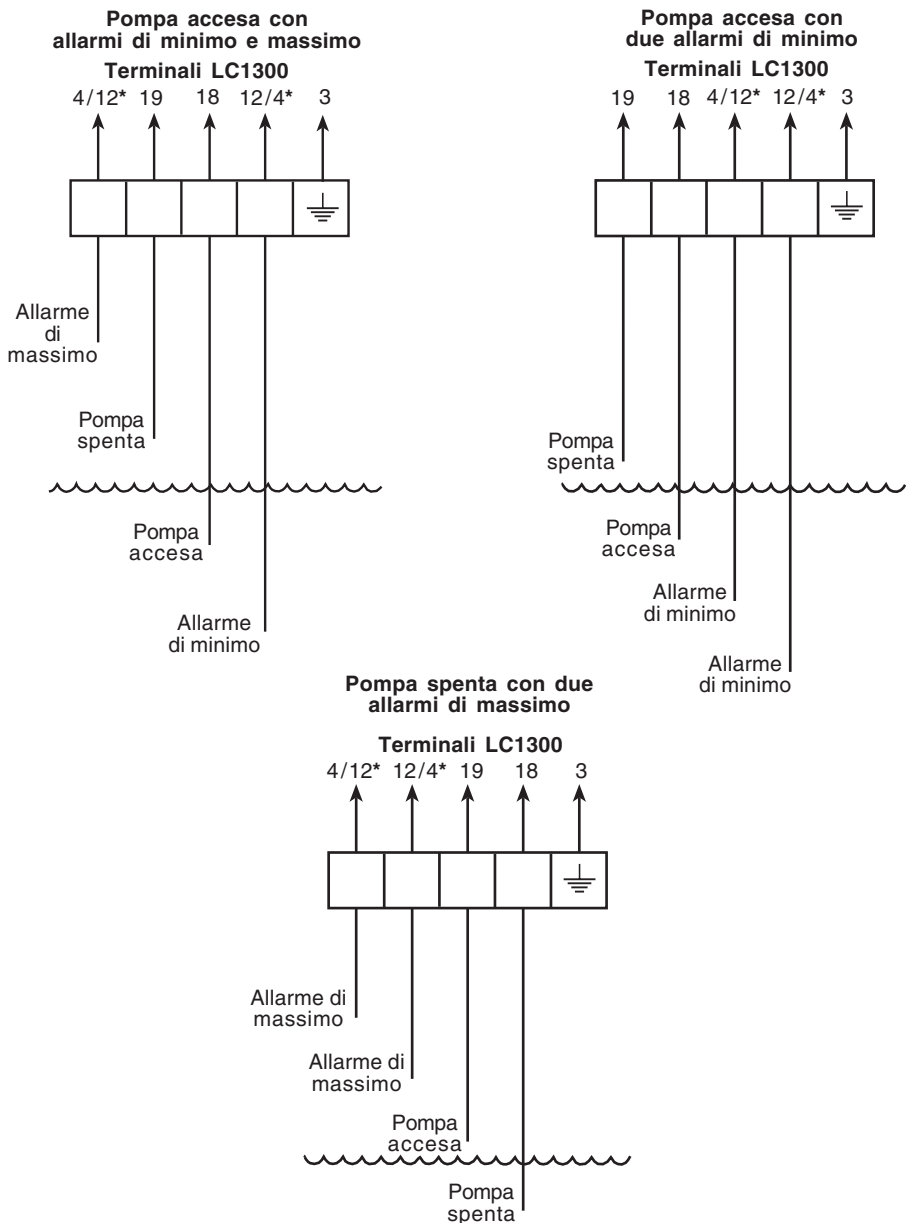 Pompa accesa con
allarmi di minimo e massimo
Terminali LC1300
4/12* 19 18 12/4* 3
Allarme
di
massimo
Pompa
spenta
Pompa
accesa
Allarme
di minimo
Pompa accesa con
due allarmi di minimo
Terminali LC1300
19 18 4/12* 12/4* 3
Pompa
spenta
Pompa
accesa
Allarme
di minimo
Allarme
di minimo
Pompa spenta con due
allarmi di massimo
Terminali LC1300
4/12* 12/4* 19 18 3
Allarme di
massimo
Allarme di
massimo
Pompa
accesa
Pompa
spenta